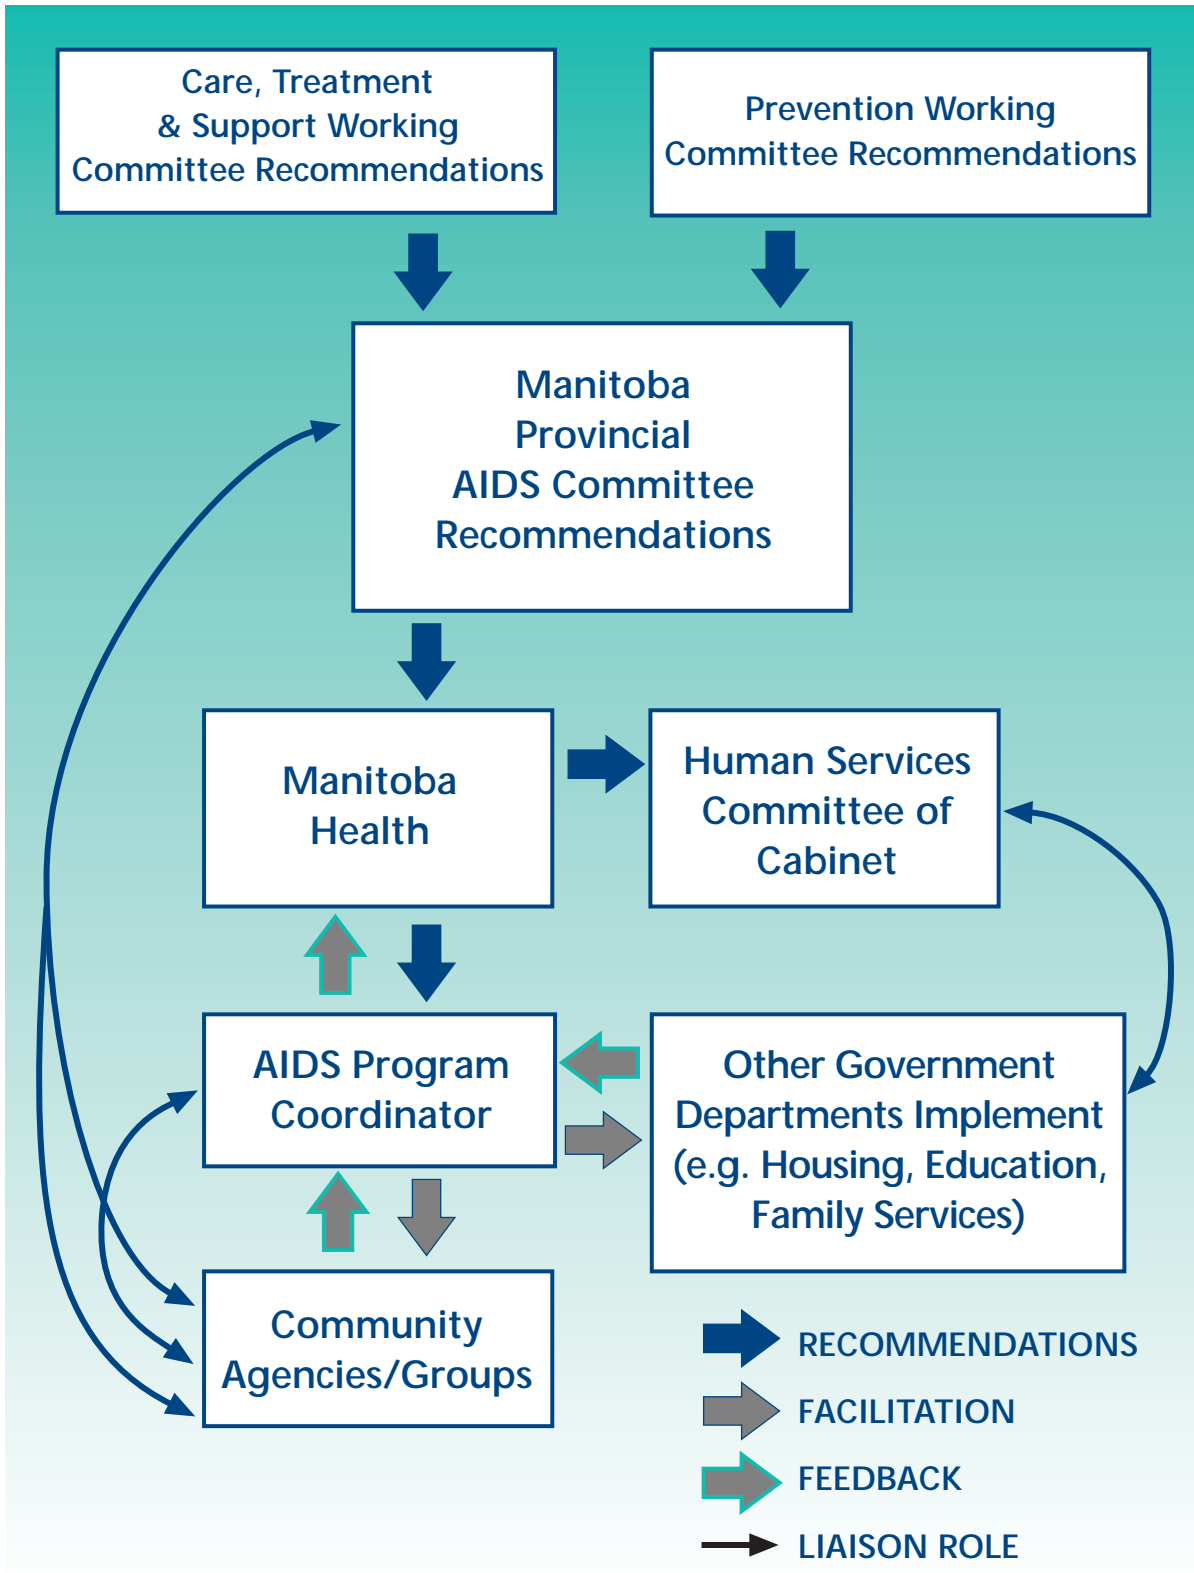 Care, Treatment
& Support Working
Committee Recommendations
Prevention Working
Committee Recommendations
Manitoba
Provincial
AIDS Committee
Recommendations
Manitoba
Health
Human Services
Committee of
Cabinet
AIDS Program
Coordinator
Other Government
Departments Implement
(e.g. Housing, Education,
Family Services)
Community
Agencies/Groups
RECOMMENDATIONS
FACILITATION
FEEDBACK
LIAISON ROLE